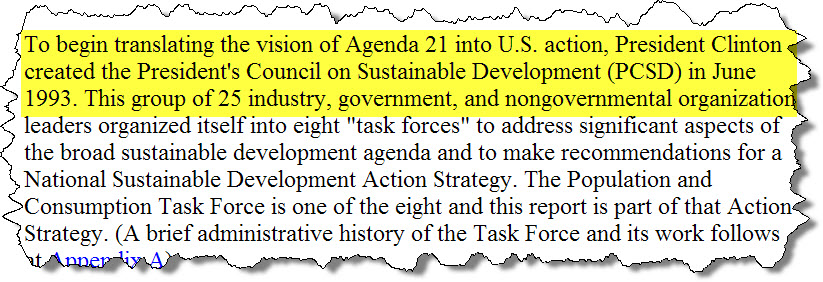 To begin translating the vision of Agenda 21 into U.S. action, President Clinton
created the President's Council on Sustainable Development (PCSD) in June
1993. This group of 25 industry, government, and nongovernmental organization
leaders organized itself into eight "task forces" to address significant aspects of
the broad sustainable development agenda and to make recommendations for a
National Sustainable Development Action Strategy. The Population and
Consumption Task Force is one of the eight and this report is part of that Action
Strategy. (A brief administrative history of the Task Force and its work follows
at Appendix A)